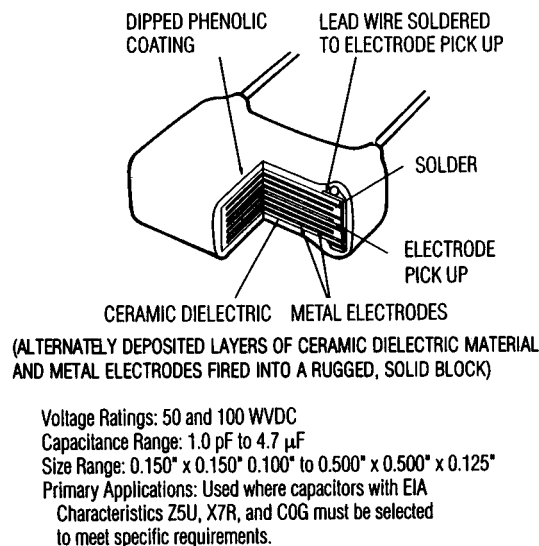 DIPPED PHENOLIC
COATING
LEAD WIRE SOLDERED
TO ELECTRODE PICK UP
SOLDER
ELECTRODE
PICK UP
CERAMIC DIELECTRIC
METAL ELECTRODES
(ALTERNATELY DEPOSITED LAYERS OF CERAMIC DIELECTRIC MATERIAL
AND METAL ELECTRODES FIRED INTO A RUGGED, SOLID BLOCK)
Voltage Ratings: 50 and 100 WVDC
Capacitance Range: 1.0 pF to 4.7 µF
Size Range: 0.150" x 0.150" 0.100" to 0.500" x 0.500" x 0.125"
Primary Applications: Used where capacitors with EIA
Characteristics Z5U, X7R, and COG must be selected
to meet specific requirements.